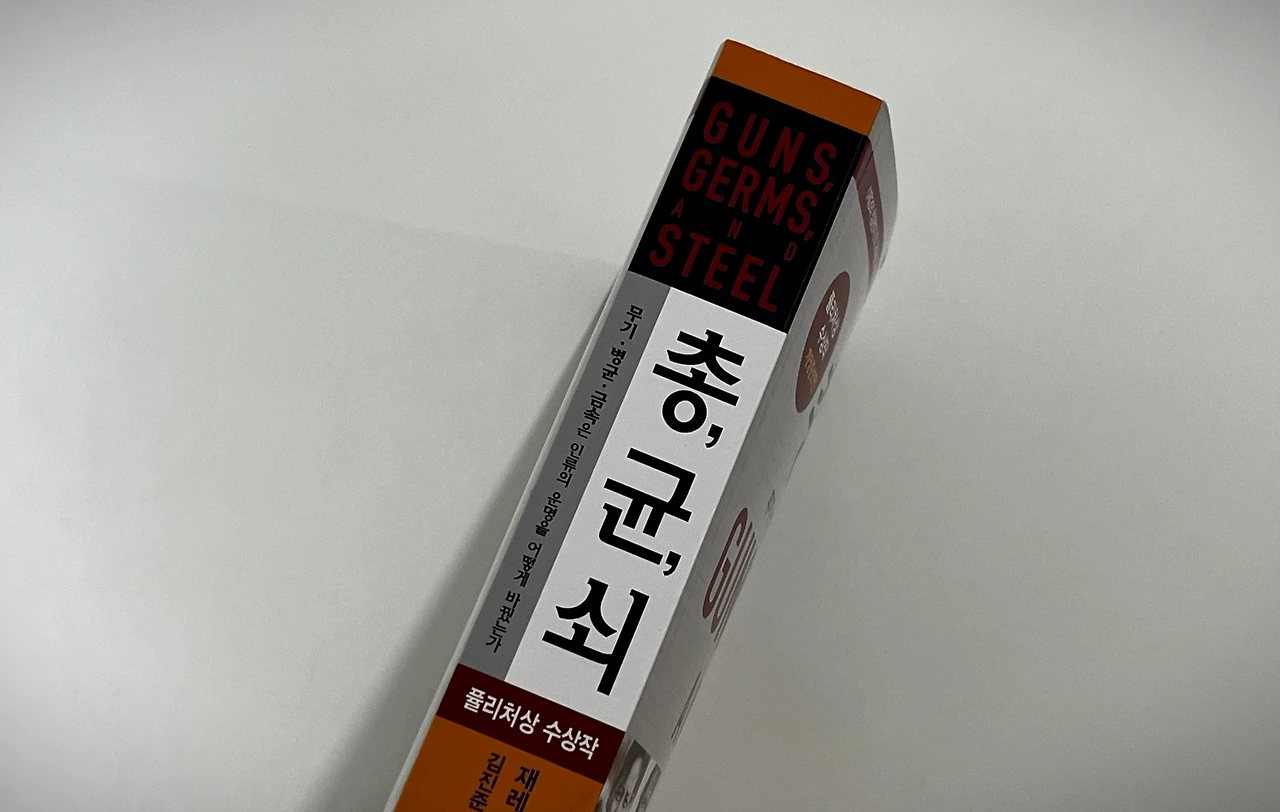 GUNS,
GERMS,
AND
STEEL
총, 균, 쇠
무기·병균·금속은 인류의 운명을 어떻게 바꿨는가
퓰리처상 수상작
재레
김진준
GUN